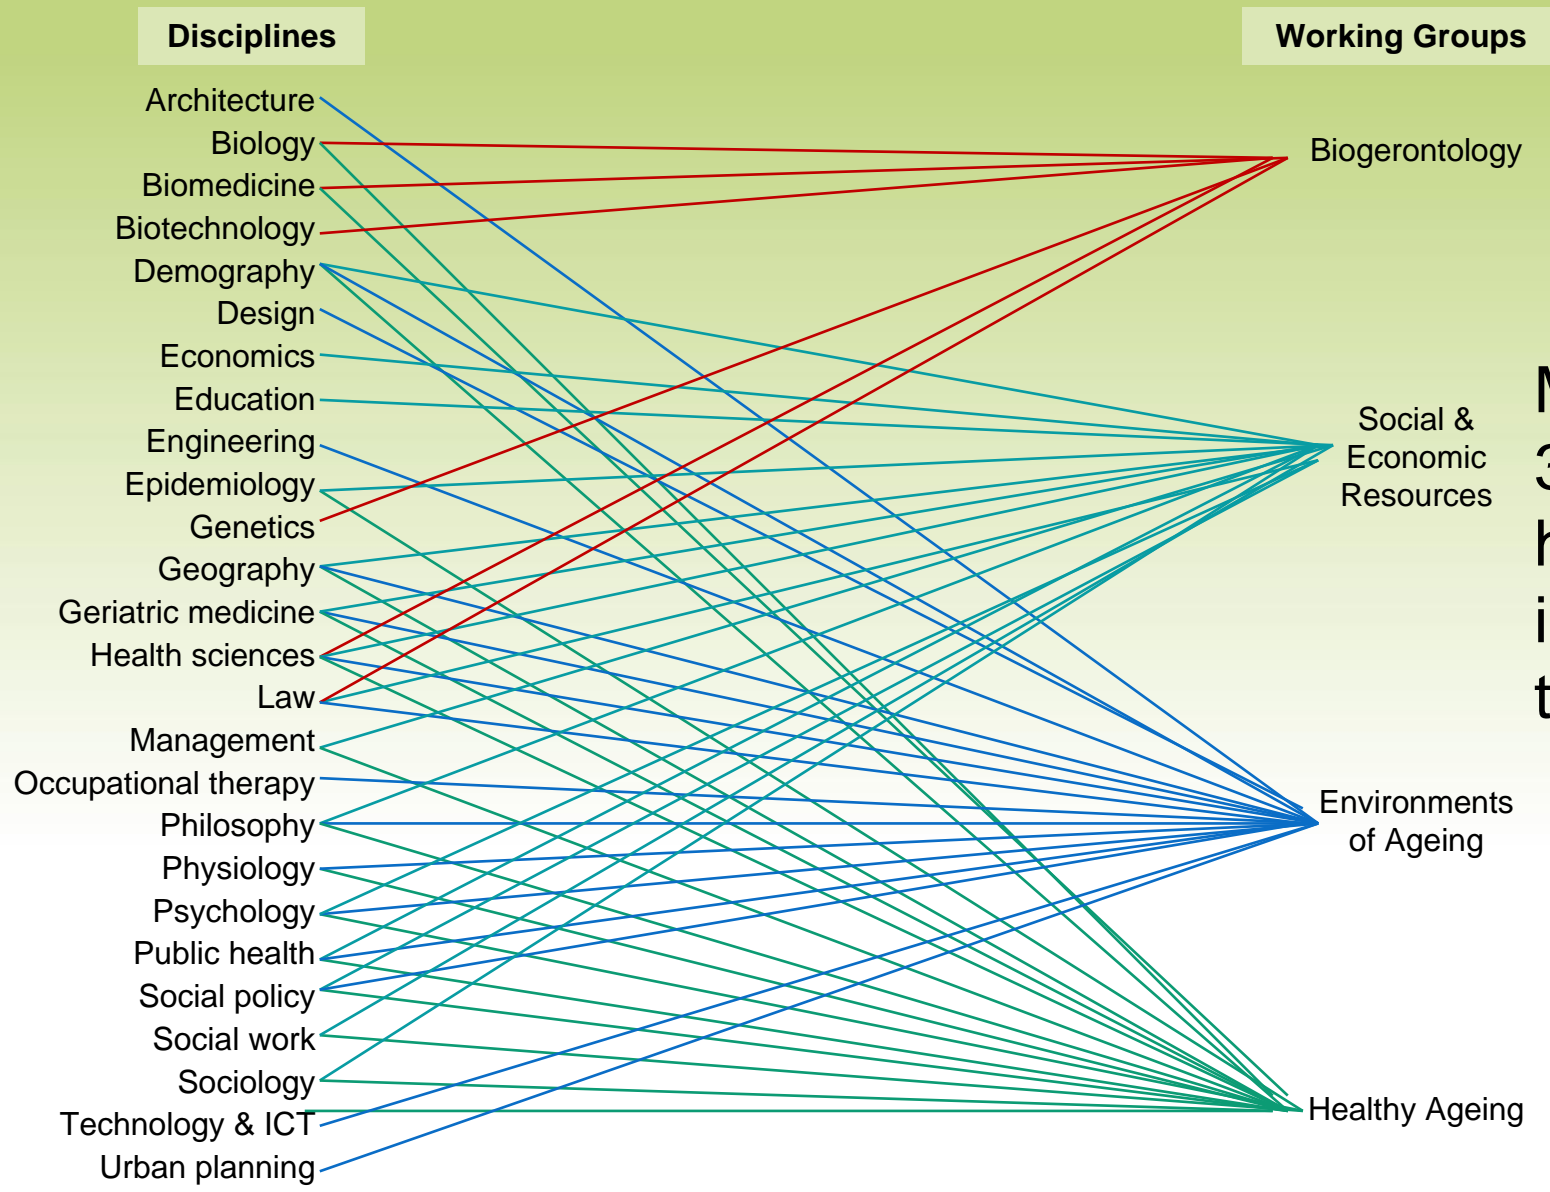 Disciplines
Working Groups
Architecture
Biology
Biomedicine
Biotechnology
Demography
Design
Economics
Education
Engineering
Epidemiology
Genetics
Geography
Geriatric medicine
Health sciences
Law
Management
Occupational therapy
Philosophy
Physiology
Psychology
Public health
Social policy
Social work
Sociology
Technology & ICT
Urban planning
Biogerontology
Social &
Economic
Resources
Environments
of Ageing
Healthy Ageing